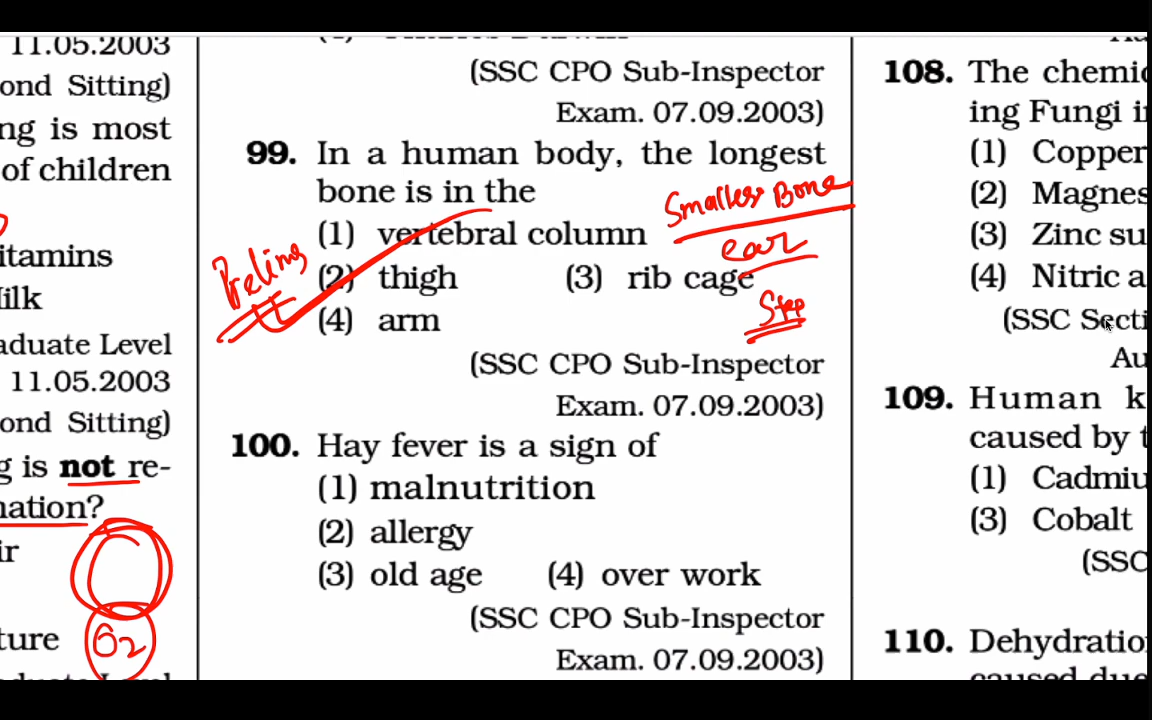 11.05.2003
ond Sitting)
ng is most
of children
itamins
ilk
aduate Level
11.05.2003
ond Sitting)
g is not re-
nation?
ir
ture
(SSC CPO Sub-Inspector
Exam. 07.09.2003)
99. In a human body, the longest
bone is in the
(1) vertebral column
(2) thigh (3) rib cage
(4) arm
Smalless Bone
ear
(SSC CPO Sub-Inspector
Exam. 07.09.2003)
100. Hay fever is a sign of
(1) malnutrition
(2) allergy
(3) old age (4) over work
(SSC CPO Sub-Inspector
Exam. 07.09.2003)
108. The chemic
ing Fungi i
(1) Copper
(2) Magnes
(3) Zinc su
(4) Nitric a
(SSC Secti
Au
109. Human k
caused by t
(1) Cadmiu
(3) Cobalt
(SSC
110. Dehydratio
caused due